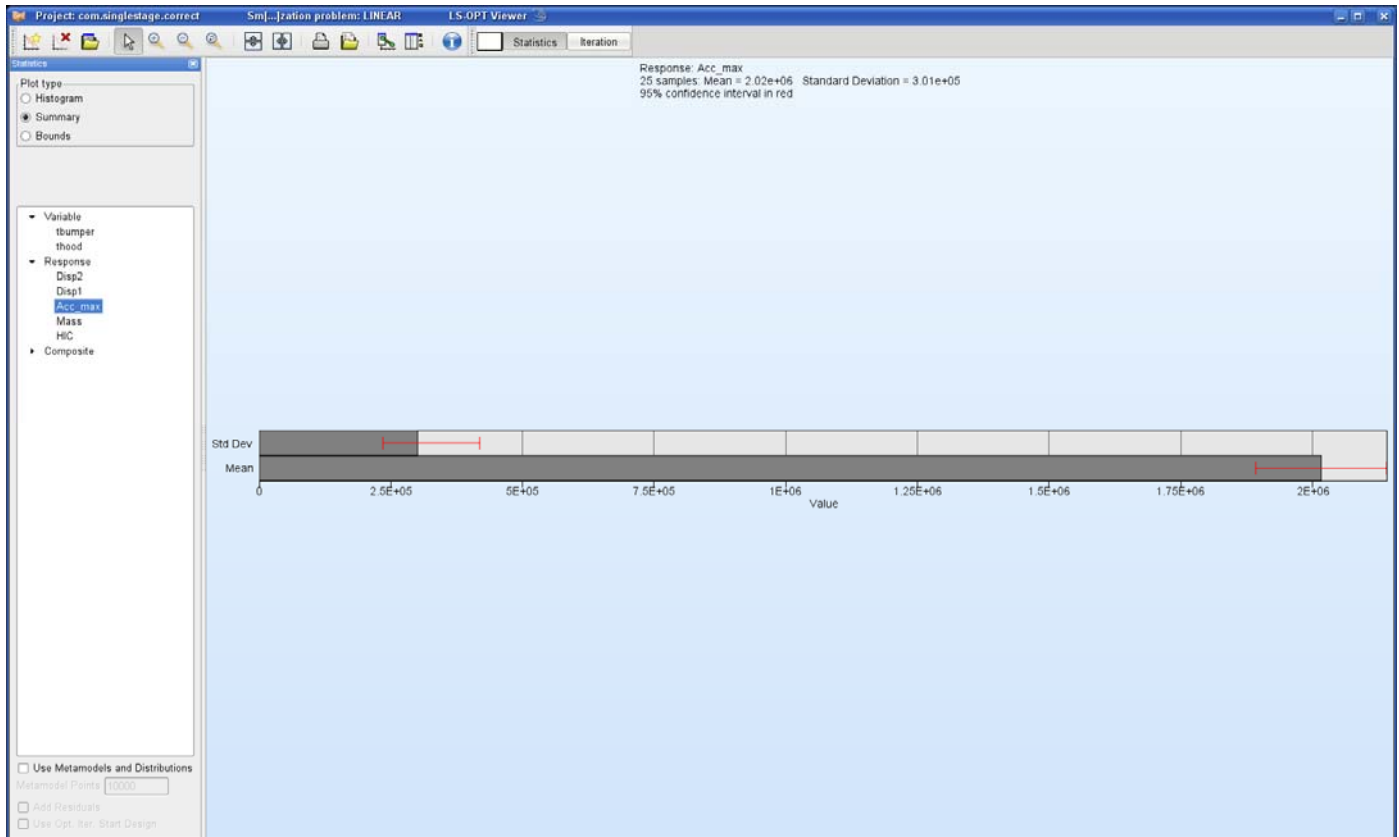 Project: com.singlestage.correct Sm[...]zation problem: LINEAR LS-OPT Viewer
Statistics Iteration
Statistics
Plot type
Histogram
Summary
Bounds
Variable
tbumper
thood
Response
Disp2
Disp1
Acc_max
Mass
HIC
Composite
Use Metamodels and Distributions
Metamodel Points 10000
Add Residuals
Use Opt. Iter. Start Design
Response: Acc_max
25 samples: Mean = 2.02e+06 Standard Deviation = 3.01e+05
95% confidence interval in red
Std Dev
Mean
0 2.5E+05 5E+05 7.5E+05 1E+06 1.25E+06 1.5E+06 1.75E+06 2E+06
Value